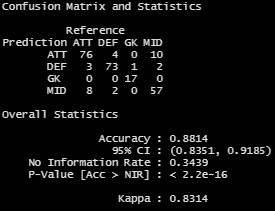 Confusion Matrix and Statistics
Reference
Prediction ATT DEF GK MID
ATT 76 4 0 10
DEF 3 73 1 2
GK 0 0 17 0
MID 8 2 0 57
Overall Statistics
Accuracy : 0.8814
95% CI : (0.8351, 0.9185)
No Information Rate : 0.3439
P-Value [Acc > NIR] : < 2.2e-16
Kappa : 0.8314